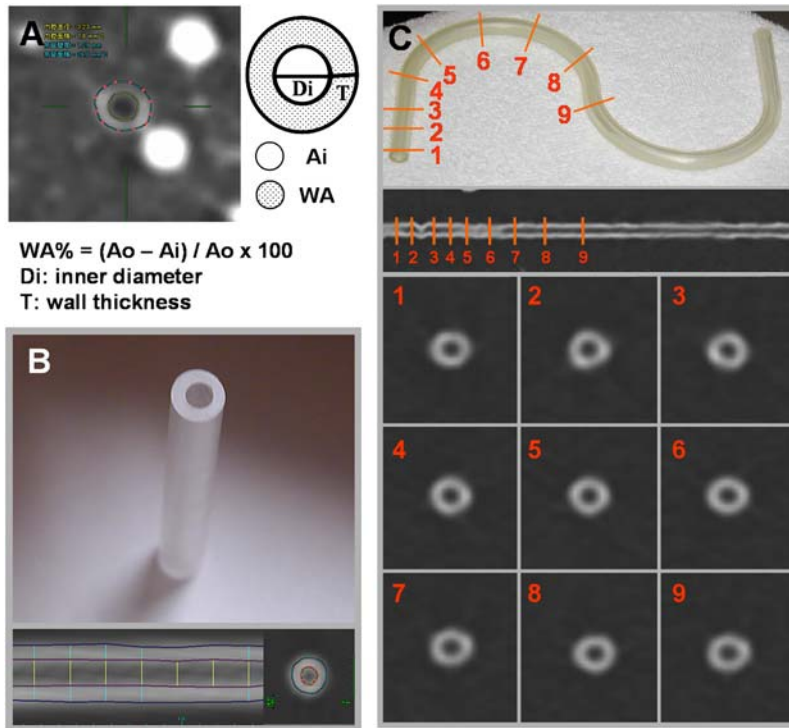 A
Di
T
Ai
WA
WA% = (Ao – Ai) / Ao x 100
Di: inner diameter
T: wall thickness
B
C
1
2
3
4
5
6
7
8
9
1 2 3 4 5 6 7 8 9
1 2 3
4 5 6
7 8 9